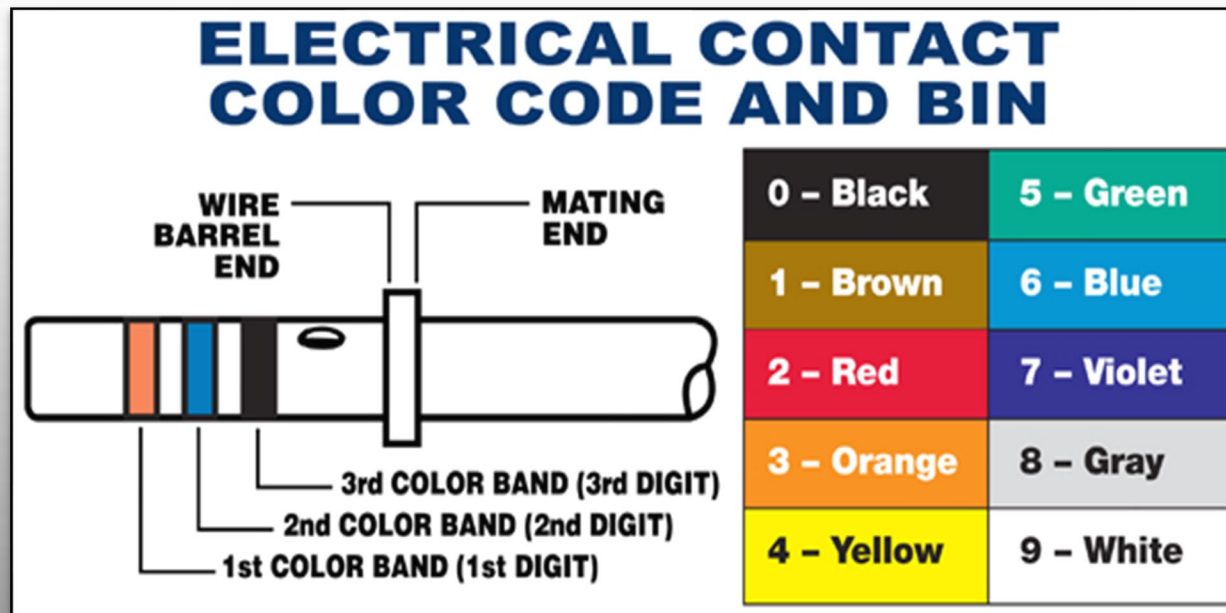 ELECTRICAL CONTACT
COLOR CODE AND BIN
WIRE
BARREL
END
MATING
END
3rd COLOR BAND (3rd DIGIT)
2nd COLOR BAND (2nd DIGIT)
1st COLOR BAND (1st DIGIT)
0 – Black
5 – Green
1 – Brown
6 – Blue
2 – Red
7 – Violet
3 – Orange
8 – Gray
4 – Yellow
9 – White